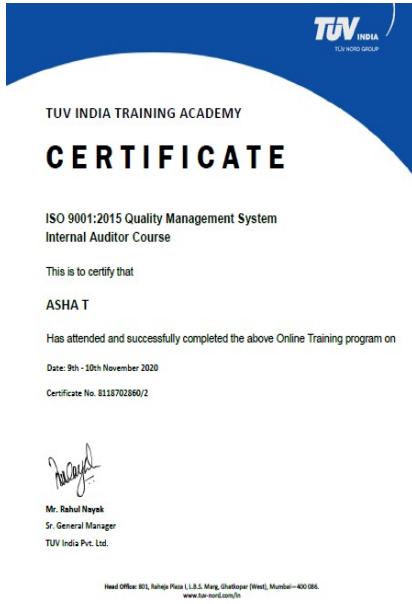 TÜV INDIA
TÜV NORD GROUP
TUV INDIA TRAINING ACADEMY
CERTIFICATE
ISO 9001:2015 Quality Management System
Internal Auditor Course
This is to certify that
ASHA T
Has attended and successfully completed the above Online Training program on
Date: 9th - 10th November 2020
Certificate No. 8118702860/2
Mr. Rahul Nayak
Sr. General Manager
TUV India Pvt. Ltd.
Head Office: 801, Raheja Plaza I, L.B.S. Marg, Ghatkopar (West), Mumbai—400 086.
www.tuv-nord.com/in